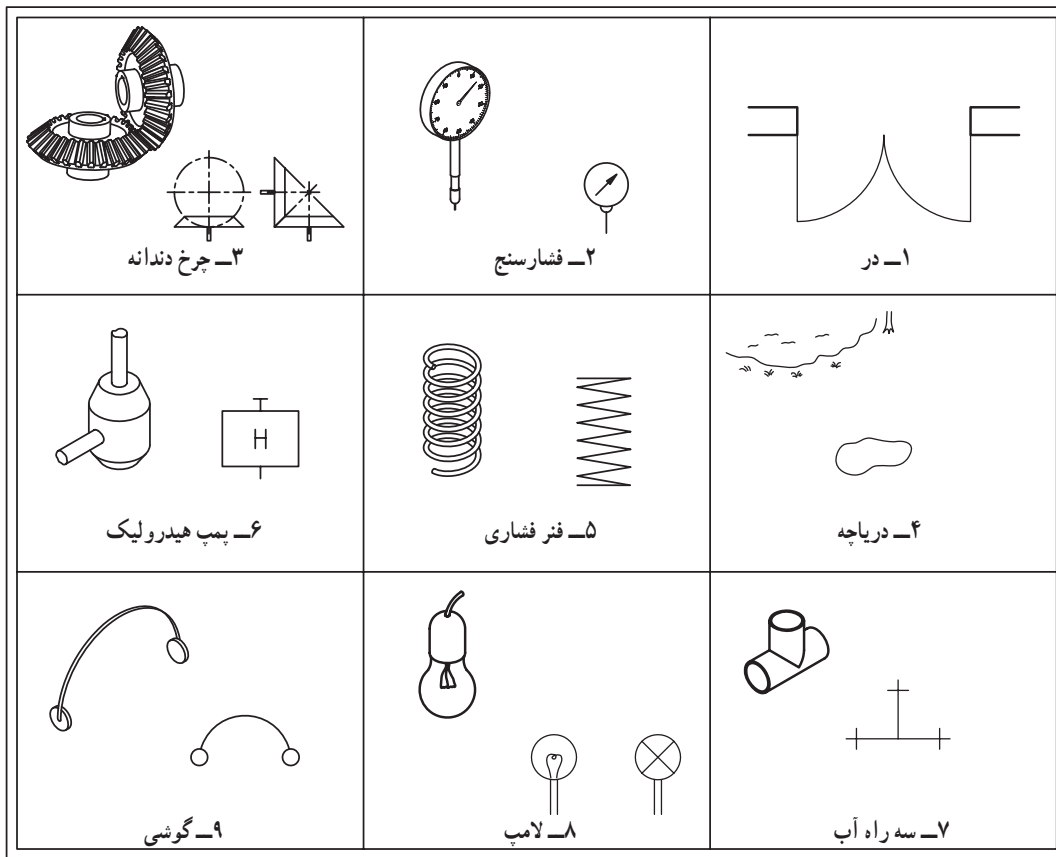 ۱ــ در
۲ــ فشارسنج
۳ــ چرخ دندانه
۴ــ دریاچه
۵ــ فنر فشاری
H
۶ــ پمپ هیدرولیک
۷ــ سه راه آب
۸ــ لامپ
۹ــ گوشی